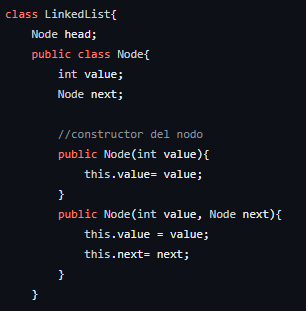 class LinkedList{
    Node head;
    public class Node{
        int value;
        Node next;

        //constructor del nodo
        public Node(int value){
            this.value= value;
        }
        public Node(int value, Node next){
            this.value = value;
            this.next= next;
        }
    }